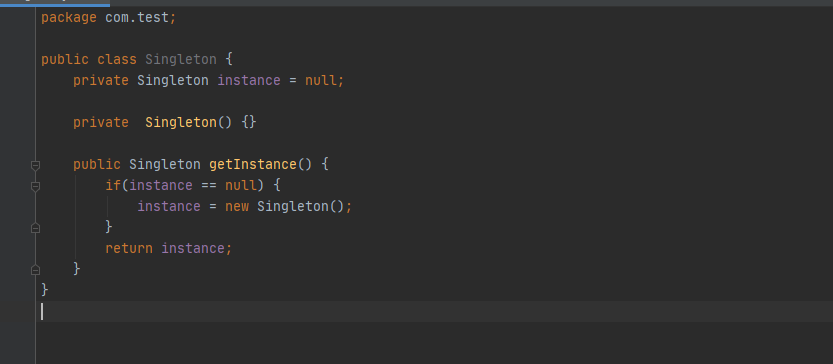 package com.test;
public class Singleton {
private Singleton instance = null;
private  Singleton() {}
public Singleton getInstance() {
if(instance == null) {
instance = new Singleton();
}
return instance;
}
}